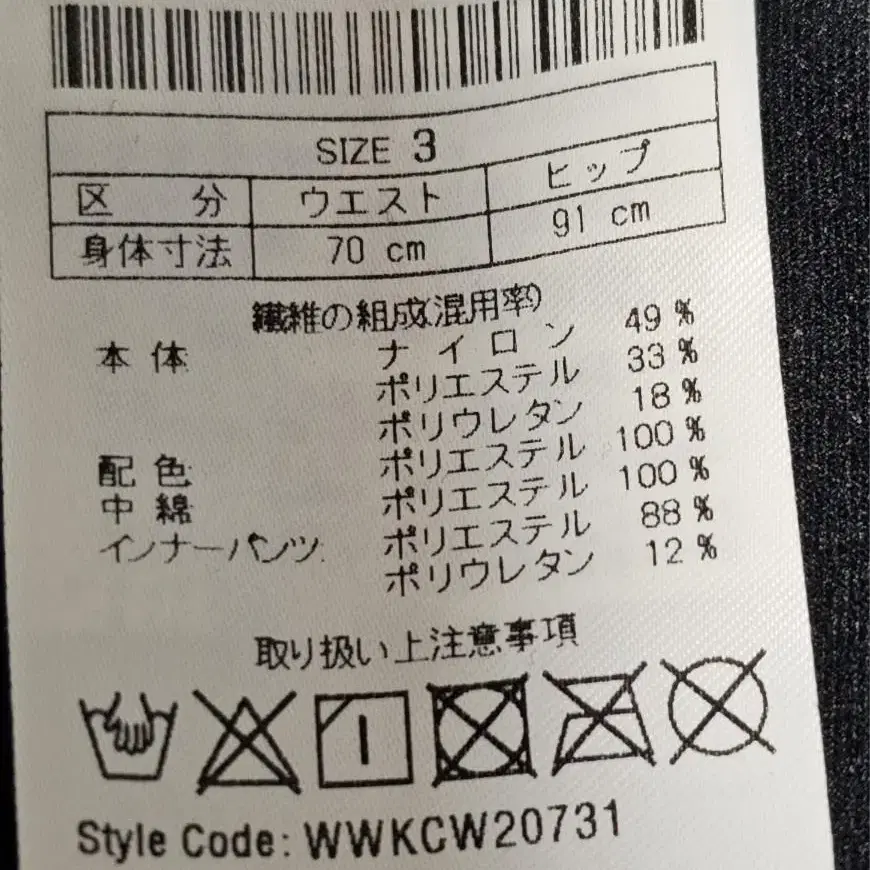 SIZE 3
区 分 ウエスト ヒップ
身体寸法 70 cm 91 cm
繊維の組成(混用率)
本体 ナイロン 49 %
ポリエステル 33 %
ポリウレタン 18 %
配色 ポリエステル 100 %
中綿 ポリエステル 100 %
インナーパンツ ポリエステル 88 %
ポリウレタン 12 %
取り扱い上注意事項
Style Code: WWKCW20731